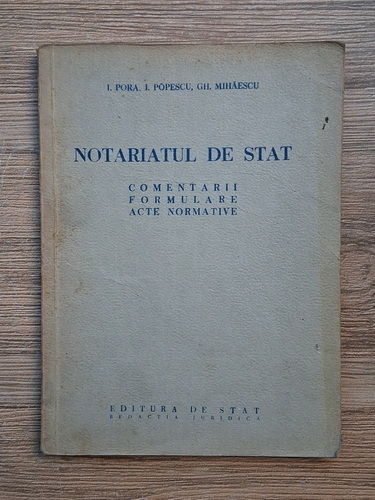 I. PORA, I. POPESCU, GH. MIHĂESCU
NOTARIATUL DE STAT
COMENTARII
FORMULARE
ACTE NORMATIVE
EDITURA DE STAT
REDACȚIA JURIDICĂ